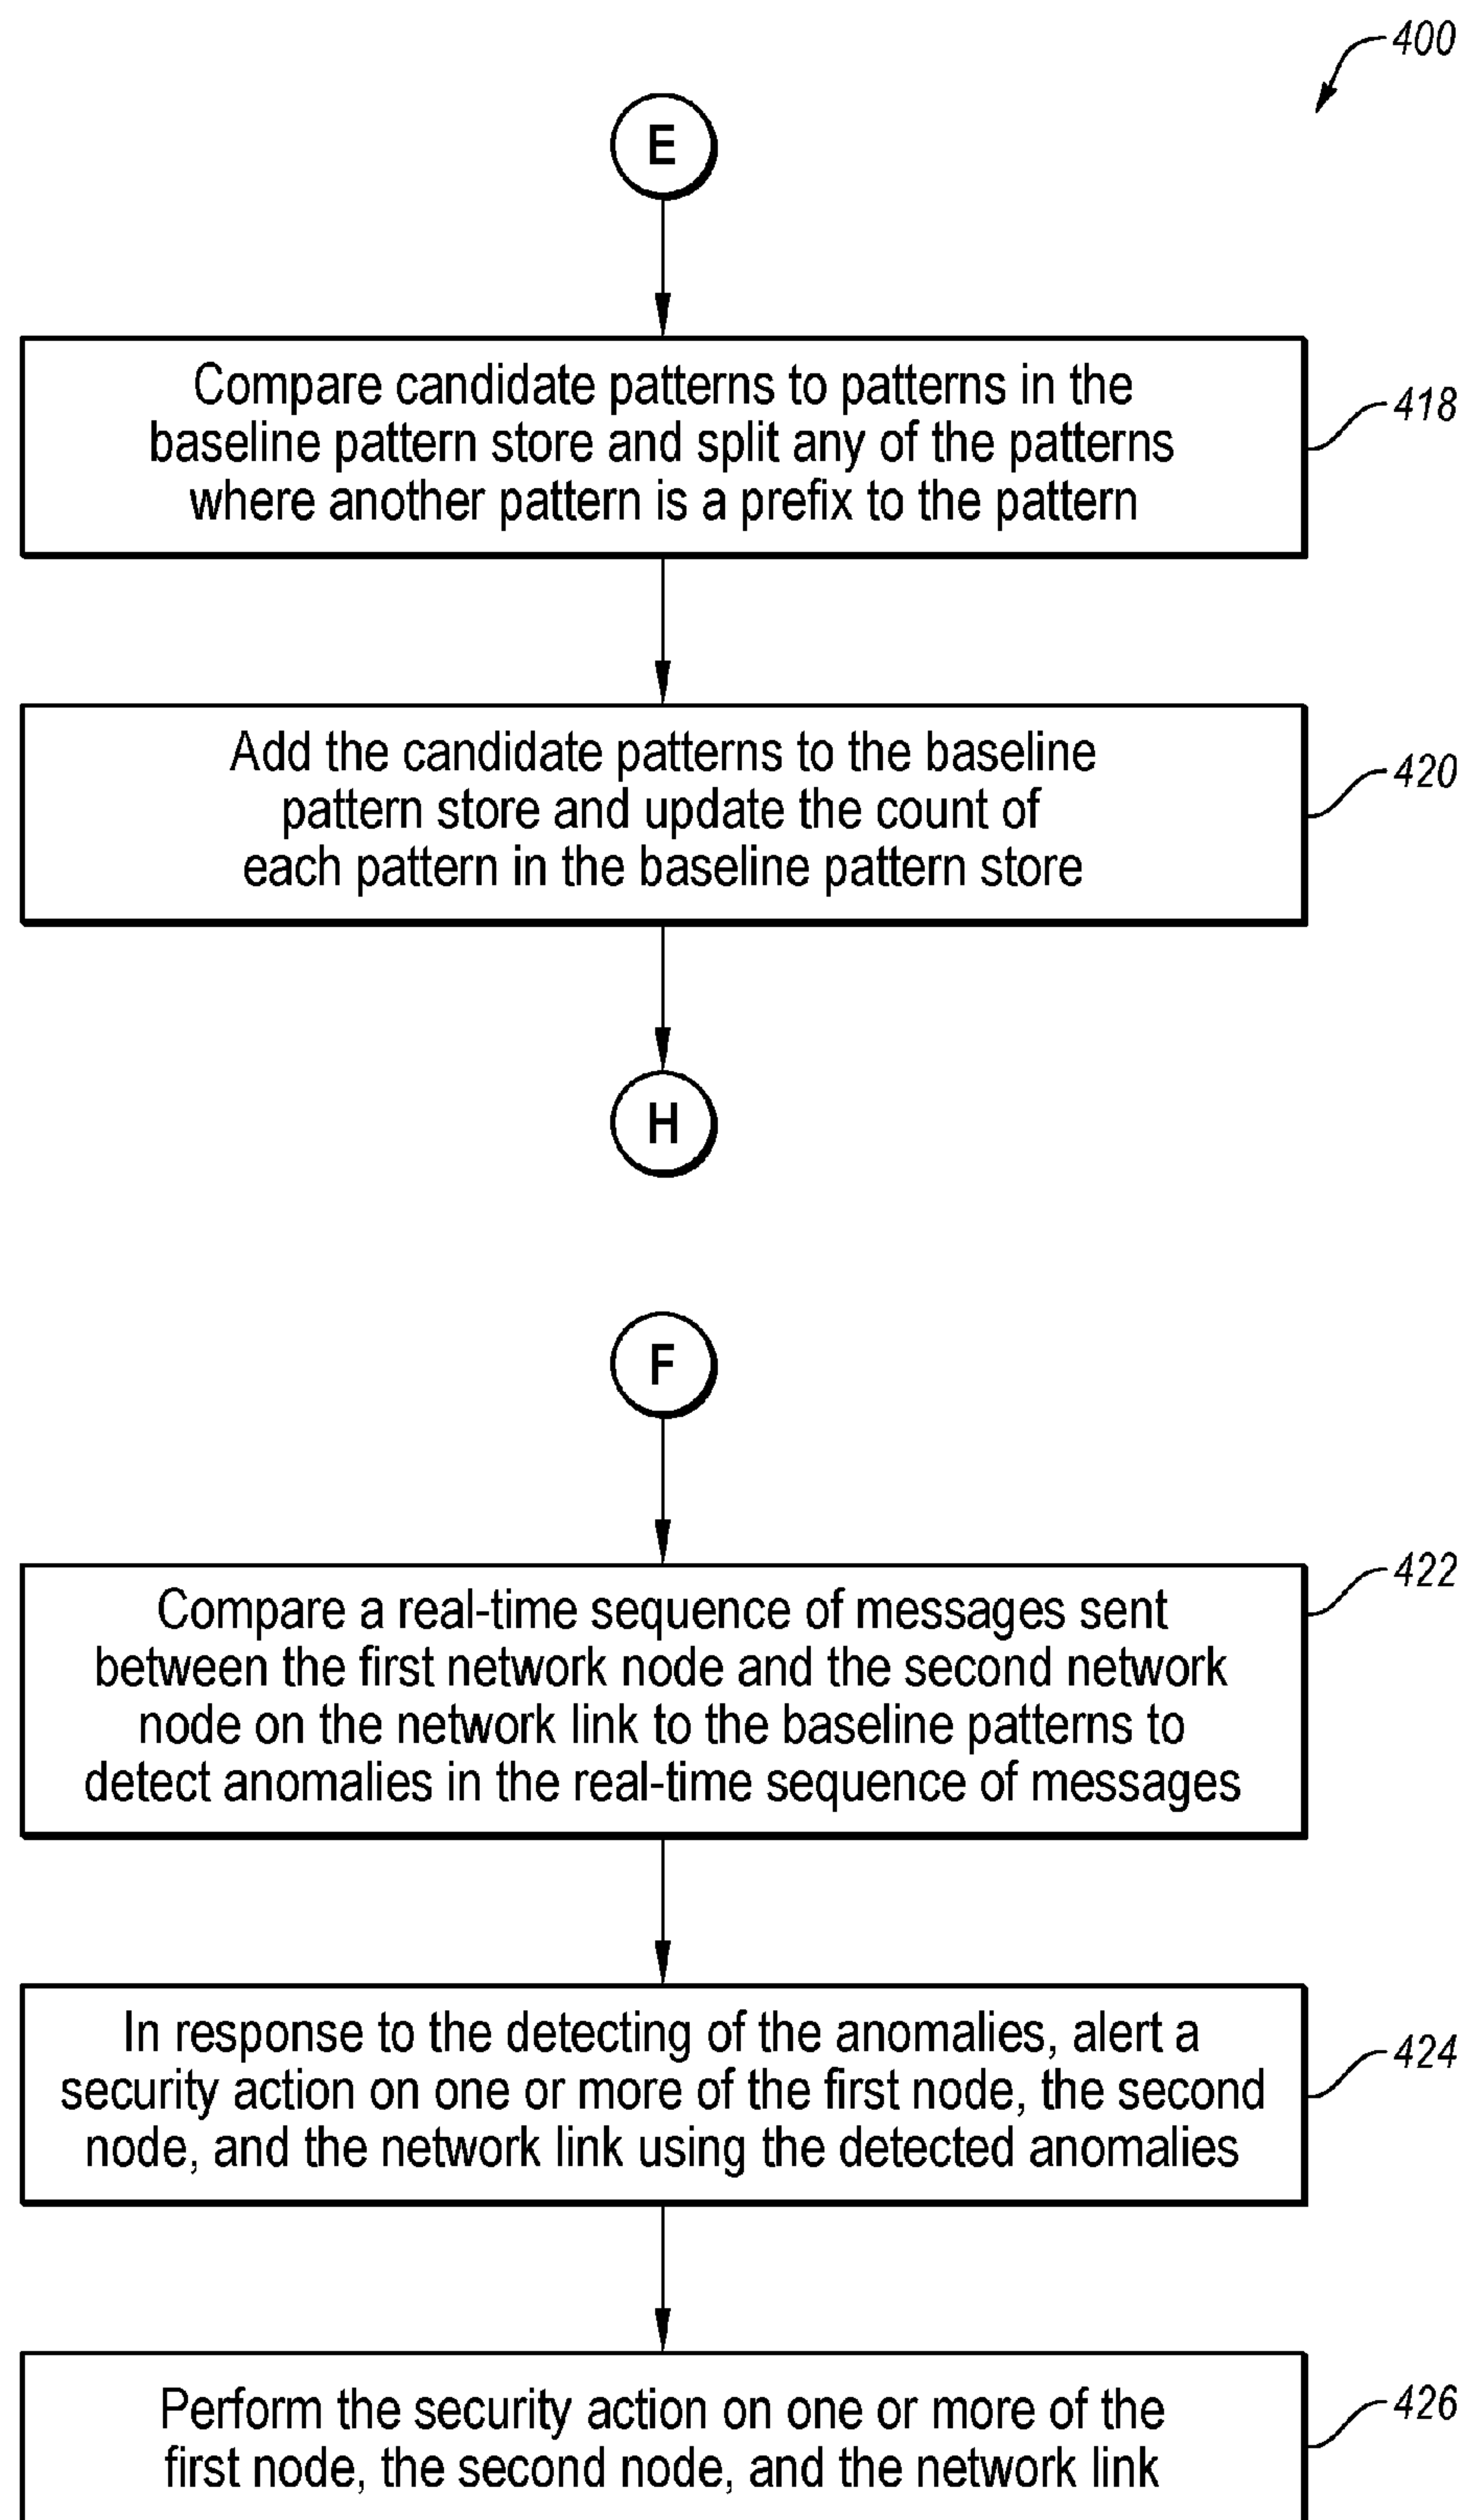 400
E
Compare candidate patterns to patterns in the
baseline pattern store and split any of the patterns
where another pattern is a prefix to the pattern
418
Add the candidate patterns to the baseline
pattern store and update the count of
each pattern in the baseline pattern store
420
H
F
Compare a real-time sequence of messages sent
between the first network node and the second network
node on the network link to the baseline patterns to
detect anomalies in the real-time sequence of messages
422
In response to the detecting of the anomalies, alert a
security action on one or more of the first node, the second
node, and the network link using the detected anomalies
424
Perform the security action on one or more of the
first node, the second node, and the network link
426